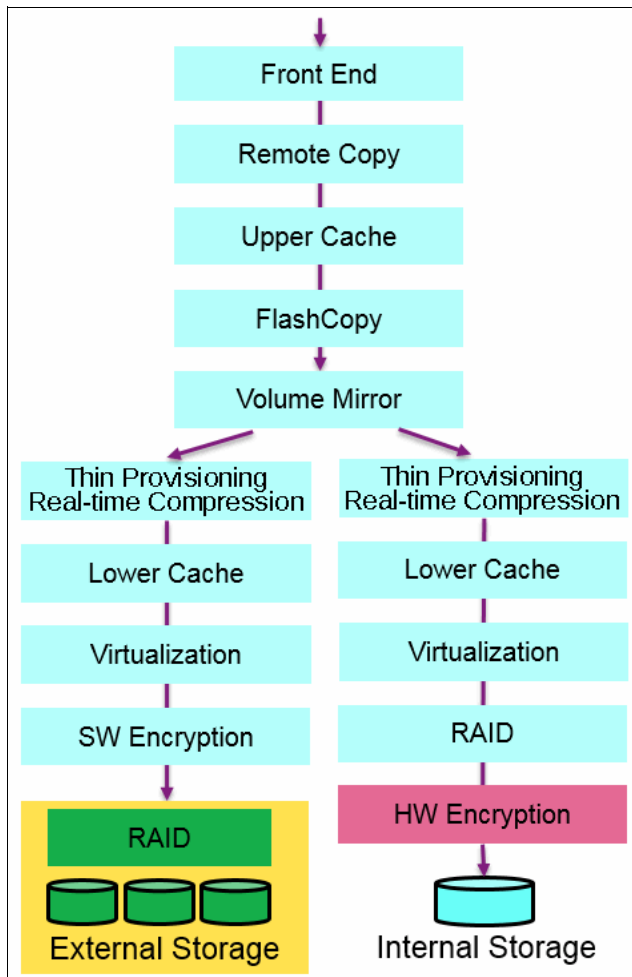 Front End
Remote Copy
Upper Cache
FlashCopy
Volume Mirror
Thin Provisioning
Real-time Compression
Lower Cache
Virtualization
SW Encryption
RAID
External Storage
Thin Provisioning
Real-time Compression
Lower Cache
Virtualization
RAID
HW Encryption
Internal Storage